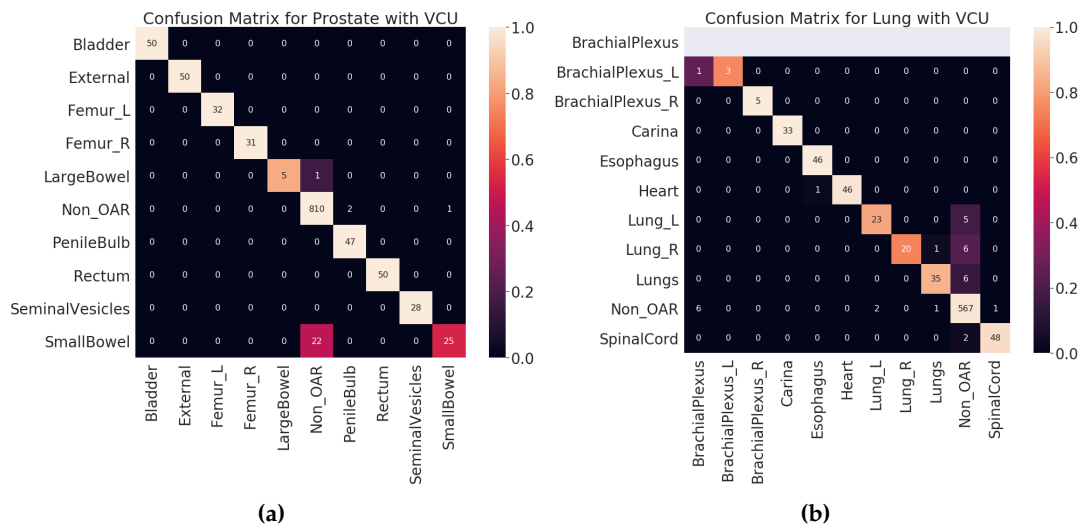 Confusion Matrix for Prostate with VCU
Bladder 50 0 0 0 0 0 0 0 0 0
External 0 50 0 0 0 0 0 0 0 0
Femur_L 0 0 32 0 0 0 0 0 0 0
Femur_R 0 0 0 31 0 0 0 0 0 0
LargeBowel 0 0 0 0 5 1 0 0 0 0
Non_OAR 0 0 0 0 0 810 2 0 0 1
PenileBulb 0 0 0 0 0 0 47 0 0 0
Rectum 0 0 0 0 0 0 0 50 0 0
SeminalVesicles 0 0 0 0 0 0 0 0 28 0
SmallBowel 0 0 0 0 0 22 0 0 0 25
Bladder
External
Femur_L
Femur_R
LargeBowel
Non_OAR
PenileBulb
Rectum
SeminalVesicles
SmallBowel
1.0
0.8
0.6
0.4
0.2
0.0
(a)
Confusion Matrix for Lung with VCU
BrachialPlexus
BrachialPlexus_L 1 3 0 0 0 0 0 0 0 0 0
BrachialPlexus_R 0 0 5 0 0 0 0 0 0 0 0
Carina 0 0 0 33 0 0 0 0 0 0 0
Esophagus 0 0 0 0 46 0 0 0 0 0 0
Heart 0 0 0 0 1 46 0 0 0 0 0
Lung_L 0 0 0 0 0 0 23 0 0 5 0
Lung_R 0 0 0 0 0 0 0 20 1 6 0
Lungs 0 0 0 0 0 0 0 0 35 6 0
Non_OAR 6 0 0 0 0 0 2 0 1 567 1
SpinalCord 0 0 0 0 0 0 0 0 0 2 48
BrachialPlexus
BrachialPlexus_L
BrachialPlexus_R
Carina
Esophagus
Heart
Lung_L
Lung_R
Lungs
Non_OAR
SpinalCord
1.0
0.8
0.6
0.4
0.2
0.0
(b)